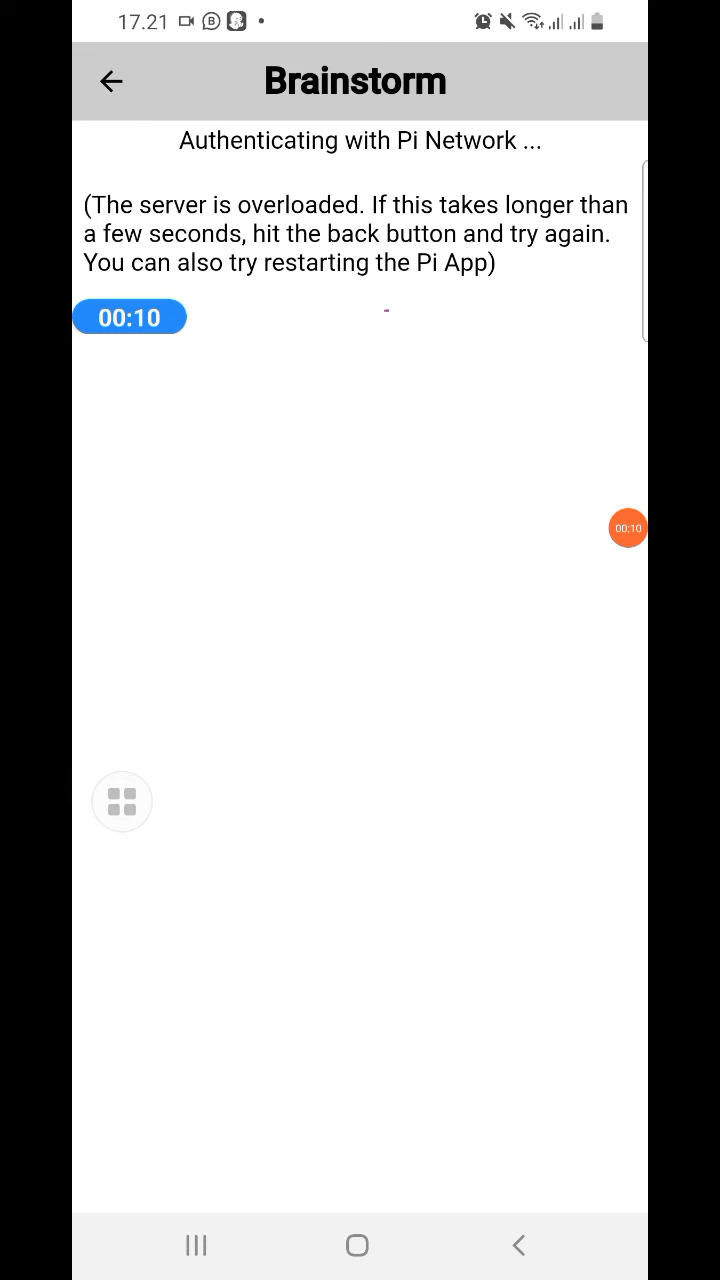 17.21
Brainstorm
Authenticating with Pi Network ...
(The server is overloaded. If this takes longer than
a few seconds, hit the back button and try again.
You can also try restarting the Pi App)
00:10
00:10